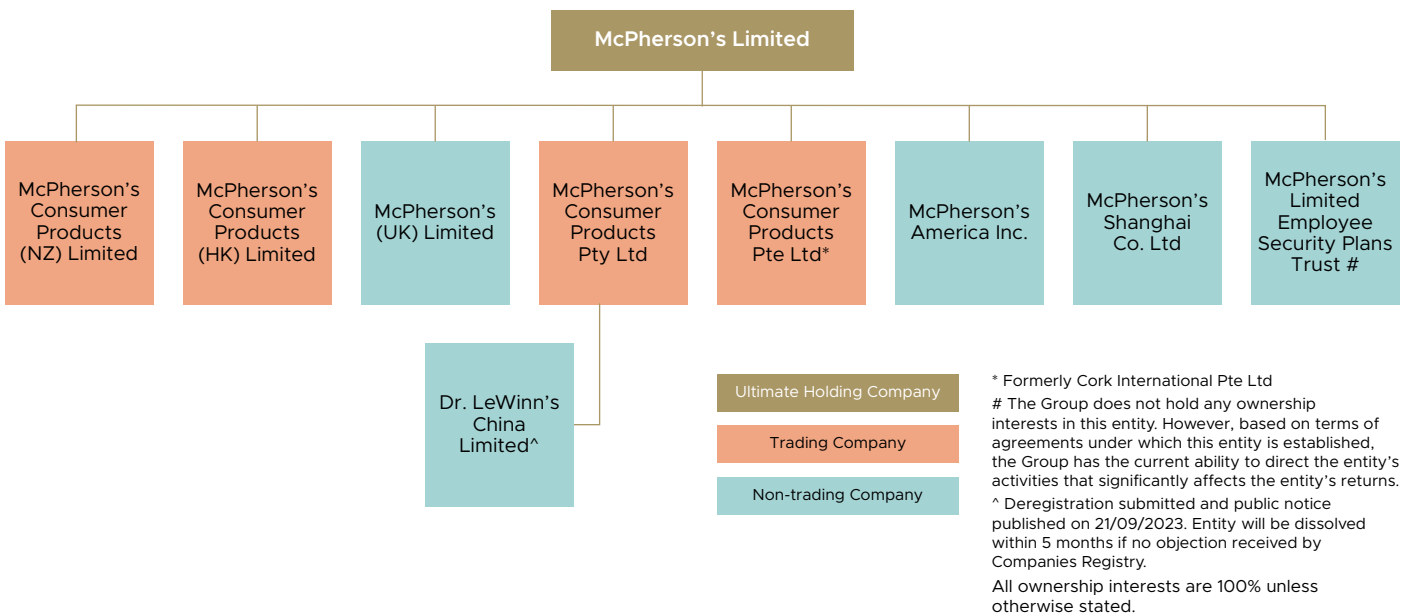 McPherson's Limited
McPherson's
Consumer
Products
(NZ) Limited
McPherson's
Consumer
Products
(HK) Limited
McPherson's
(UK) Limited
McPherson's
Consumer
Products
Pty Ltd
McPherson's
Consumer
Products
Pte Ltd*
McPherson's
America Inc.
McPherson's
Shanghai
Co. Ltd
McPherson's
Limited
Employee
Security Plans
Trust #
Dr. LeWinn's
China
Limited^
Ultimate Holding Company
Trading Company
Non-trading Company
* Formerly Cork International Pte Ltd
# The Group does not hold any ownership
interests in this entity. However, based on terms of
agreements under which this entity is established,
the Group has the current ability to direct the entity's
activities that significantly affects the entity's returns.
^ Deregistration submitted and public notice
published on 21/09/2023. Entity will be dissolved
within 5 months if no objection received by
Companies Registry.
All ownership interests are 100% unless
otherwise stated.